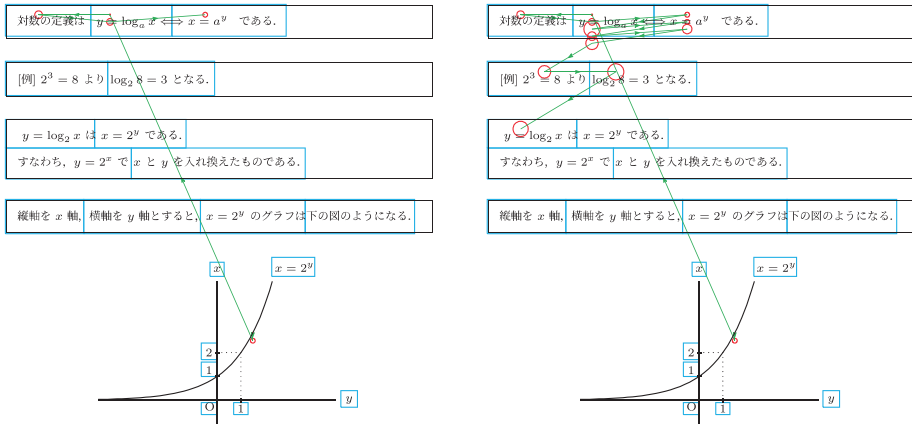 対数の定義は y = log_a x ⟺ x = a^y である。
[例] 2^3 = 8 より log_2 8 = 3 となる.
y = log_2 x は x = 2^y である.
すなわち, y = 2^x で x と y を入れ換えたものである.
縦軸を x 軸, 横軸を y 軸とすると, x = 2^y のグラフは下の図のようになる.
x
x = 2^y
2
1
O
1
y
対数の定義は y = log_a x ⟺ x = a^y である。
[例] 2^3 = 8 より log_2 8 = 3 となる.
y = log_2 x は x = 2^y である.
すなわち, y = 2^x で x と y を入れ換えたものである.
縦軸を x 軸, 横軸を y 軸とすると, x = 2^y のグラフは下の図のようになる.
x
x = 2^y
2
1
O
1
y